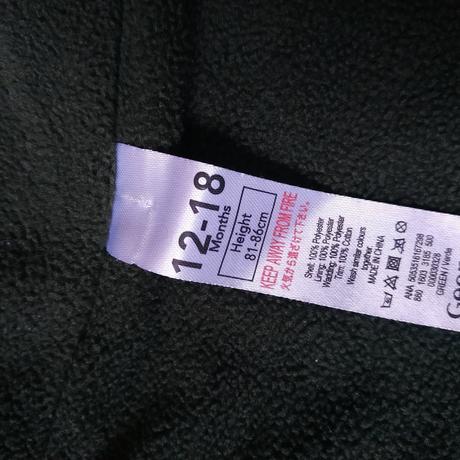 12-18
Months
Height
81-86cm
KEEP AWAY FROM FIRE
火気から遠ざけて下さい。
Shell: 100% Polyester
Lining: 100% Polyester
Wadding: 100% Polyester
Trim: 100% Cotton
Wash similar colours
together
MADE IN CHINA
GREEN / Verde